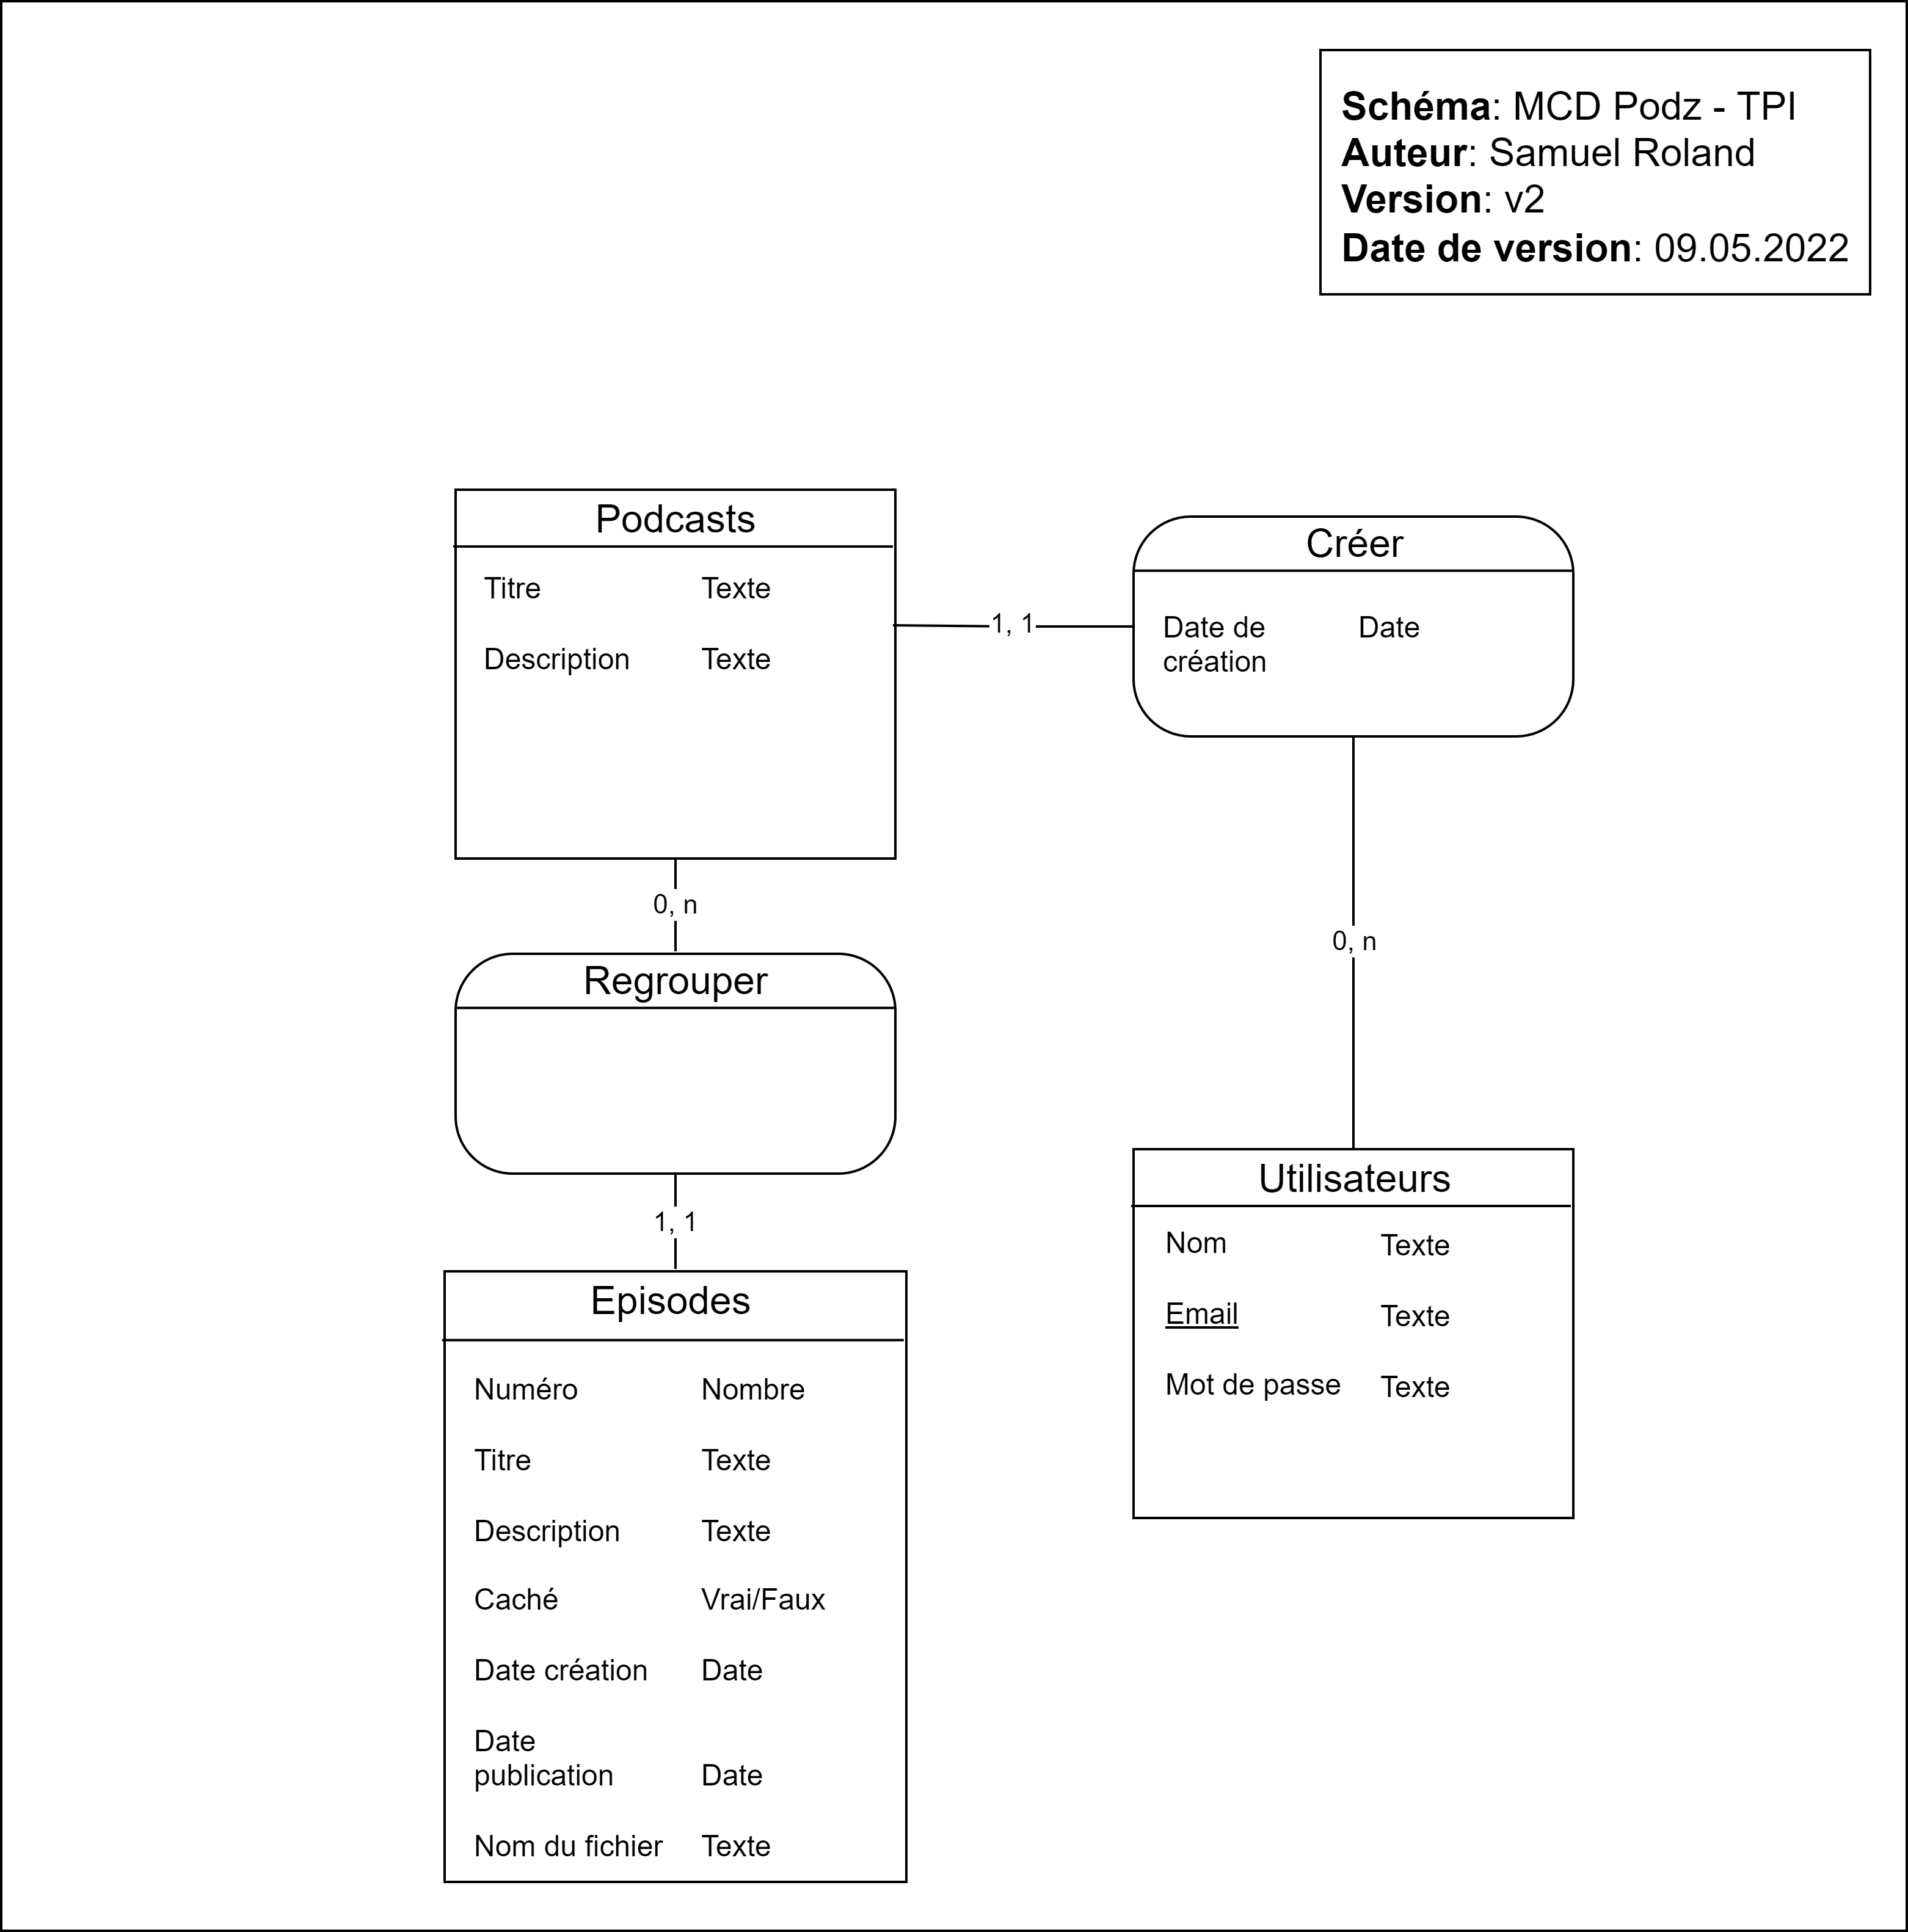 Schéma: MCD Podz - TPI
Auteur: Samuel Roland
Version: v2
Date de version: 09.05.2022
Podcasts
Titre Texte
Description Texte
1, 1
Créer
Date de Date
création
0, n
Regrouper
0, n
1, 1
Utilisateurs
Nom Texte
Email Texte
Mot de passe Texte
Episodes
Numéro Nombre
Titre Texte
Description Texte
Caché Vrai/Faux
Date création Date
Date
publication Date
Nom du fichier Texte